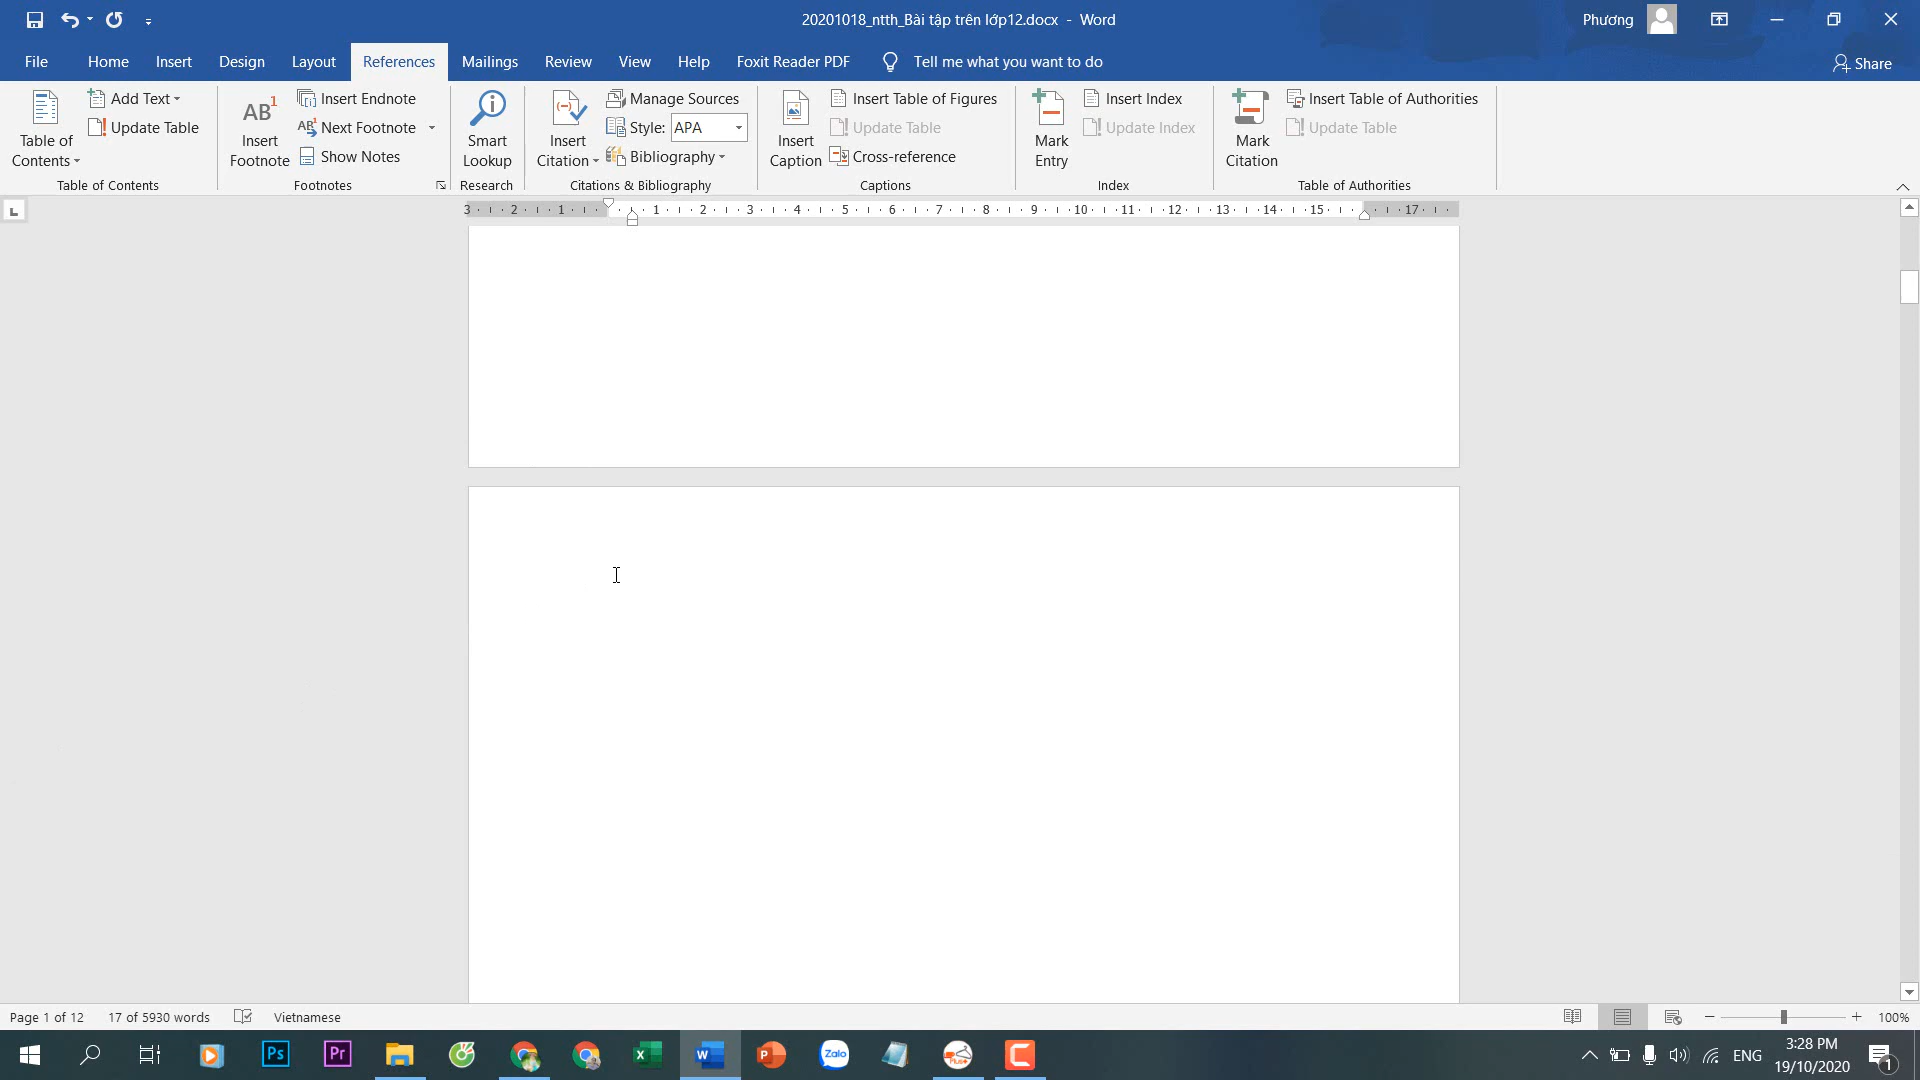 20201018_ntth_Bài tập trên lớp12.docx - Word
Phương
File Home Insert Design Layout References Mailings Review View Help Foxit Reader PDF Tell me what you want to do Share
Table of Contents
Add Text
Update Table
Table of Contents
AB1
Insert Footnote
Insert Endnote
Next Footnote
Show Notes
Footnotes
Smart Lookup
Research
Insert Citation
Manage Sources
Style: APA
Bibliography
Citations & Bibliography
Insert Caption
Insert Table of Figures
Update Table
Cross-reference
Captions
Mark Entry
Insert Index
Update Index
Index
Mark Citation
Insert Table of Authorities
Update Table
Table of Authorities
3 2 1 1 2 3 4 5 6 7 8 9 10 11 12 13 14 15 17
Page 1 of 12 17 of 5930 words Vietnamese 100%
Ps Pr W P Zalo Plus ENG
3:28 PM
19/10/2020
1